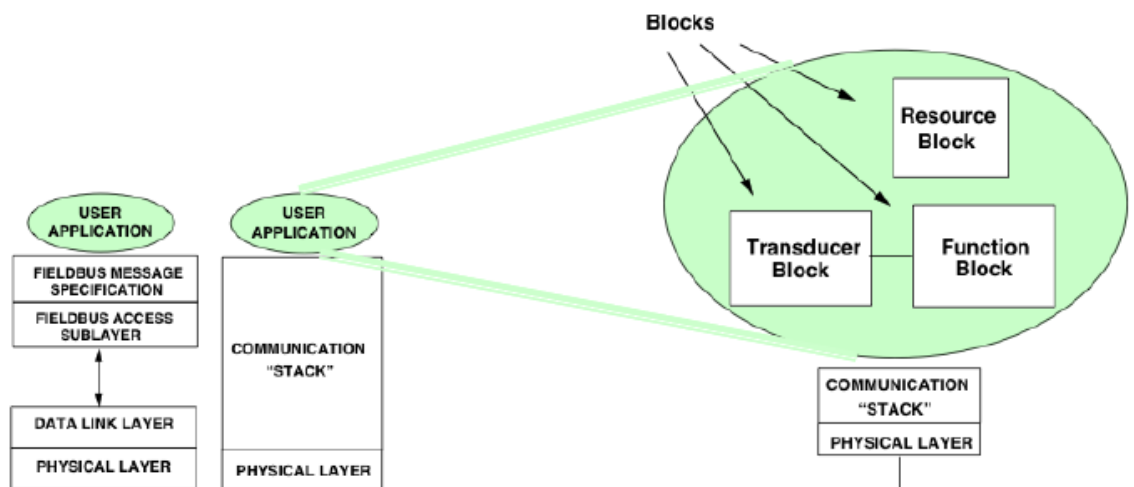 Blocks
Resource
Block
Transducer
Block
Function
Block
USER
APPLICATION
FIELDBUS MESSAGE
SPECIFICATION
FIELDBUS ACCESS
SUBLAYER
DATA LINK LAYER
PHYSICAL LAYER
USER
APPLICATION
COMMUNICATION
“STACK”
PHYSICAL LAYER
COMMUNICATION
“STACK”
PHYSICAL LAYER